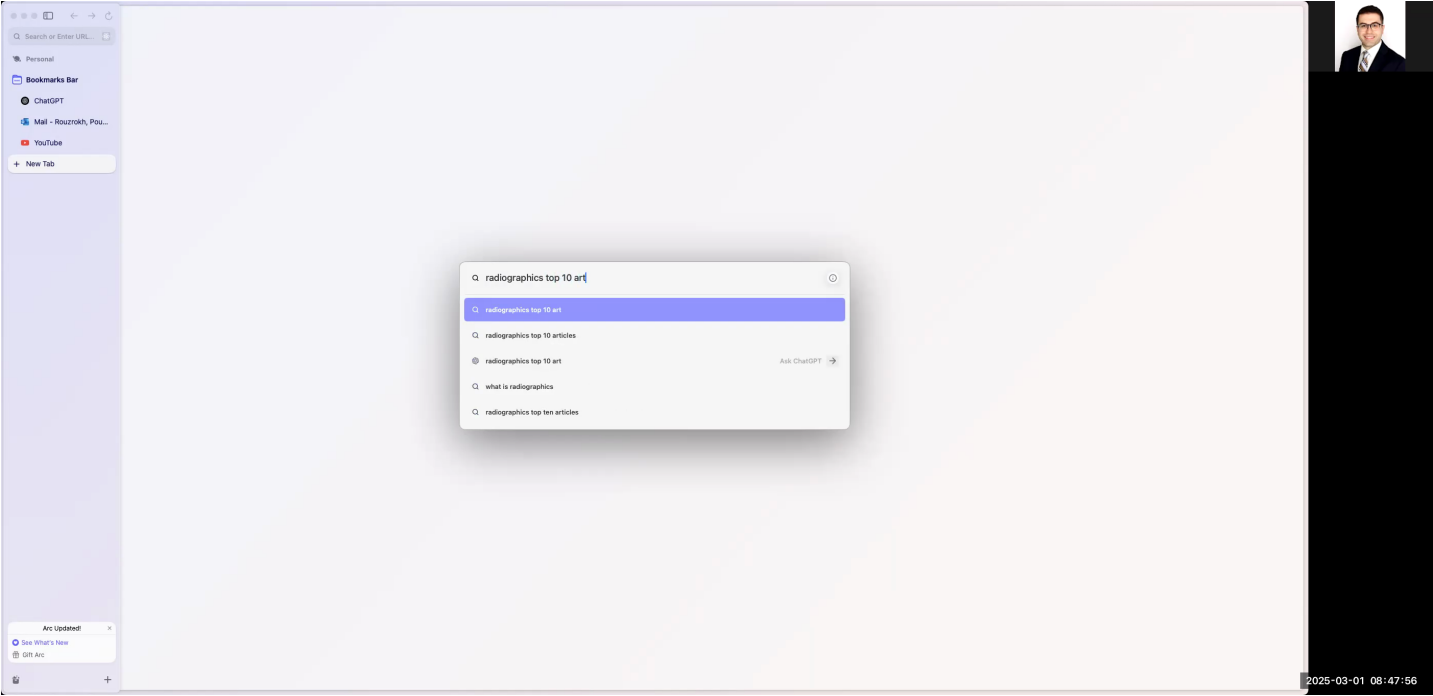 Search or Enter URL...
Personal
Bookmarks Bar
ChatGPT
Mail - Rouzrokh, Pou...
YouTube
+ New Tab
radiographics top 10 art
radiographics top 10 art
radiographics top 10 articles
radiographics top 10 art Ask ChatGPT →
what is radiographics
radiographics top ten articles
Arc Updated!
See What's New
Gift Arc
2025-03-01 08:47:56